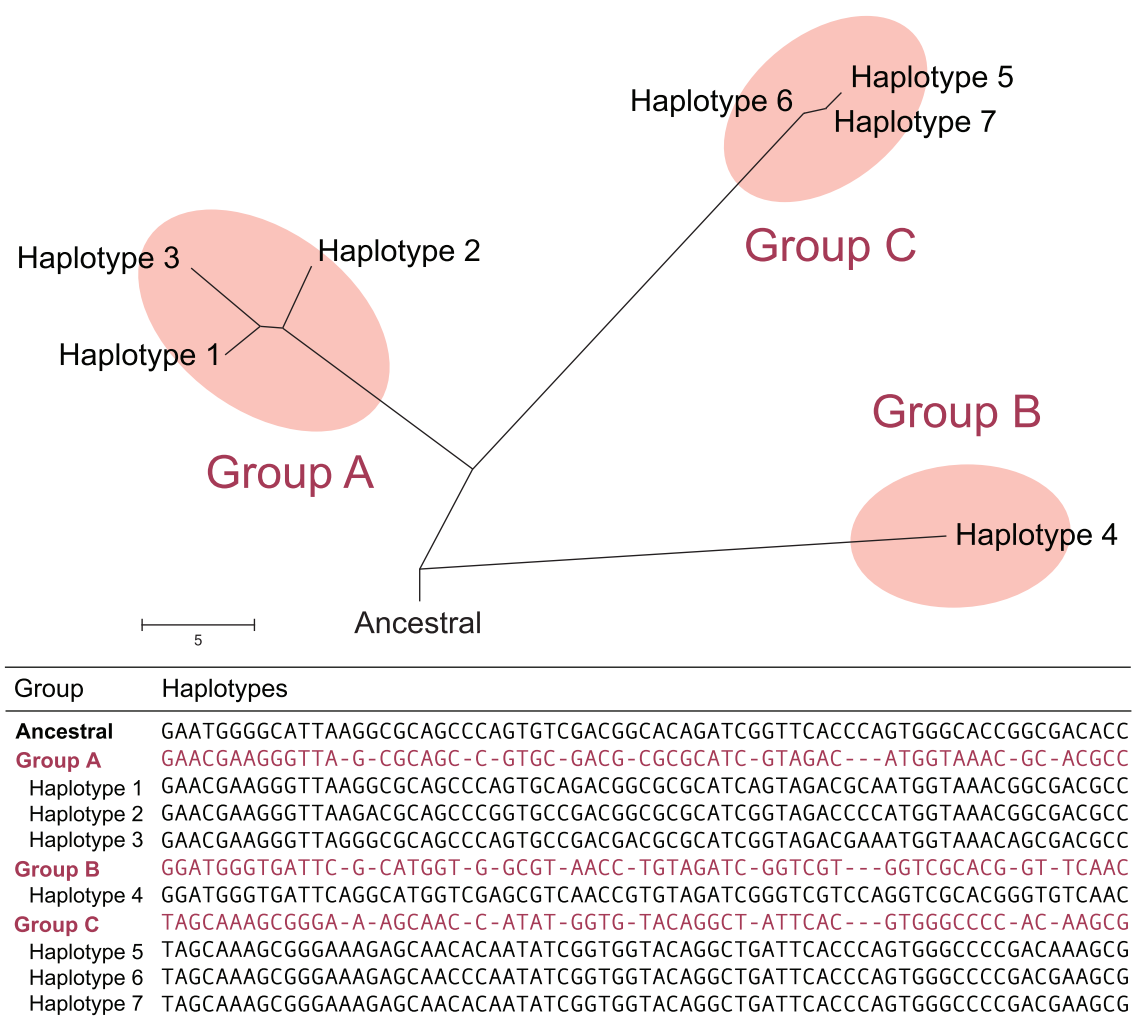 Haplotype 5
Haplotype 6
Haplotype 7
Group C
Haplotype 3
Haplotype 2
Haplotype 1
Group A
Group B
Haplotype 4
Ancestral
5
Group Haplotypes
Ancestral GAATGGGGCATTAAGGCGCAGCCCAGTGTCGACGGCACAGATCGGTTCACCCAGTGGGCACCGGCGACACC
Group A GAACGAAGGGTTA-G-CGCAGC-C-GTGC-GACG-CGCGCATC-GTAGAC---ATGGTAAAC-GC-ACGCC
Haplotype 1 GAACGAAGGGTTAAGGCGCAGCCCAGTGCAGACGGCGCGCATCAGTAGACGCAATGGTAAACGGCGACGCC
Haplotype 2 GAACGAAGGGTTAAGACGCAGCCCGGTGCCGACGGCGCGCATCGGTAGACCCCATGGTAAACGGCGACGCC
Haplotype 3 GAACGAAGGGTTAGGGCGCAGCCCAGTGCCGACGACGCGCATCGGTAGACGAAATGGTAAACAGCGACGCC
Group B GGATGGGTGATTC-G-CATGGT-G-GCGT-AACC-TGTAGATC-GGTCGT---GGTCGCACG-GT-TCAAC
Haplotype 4 GGATGGGTGATTCAGGCATGGTCGAGCGTCAACCGTGTAGATCGGGTCGTCCAGGTCGCACGGGTGTCAAC
Group C TAGCAAAGCGGGA-A-AGCAAC-C-ATAT-GGTG-TACAGGCT-ATTCAC---GTGGGCCCC-AC-AAGCG
Haplotype 5 TAGCAAAGCGGGAAAGAGCAACACAATATCGGTGGTACAGGCTGATTCACCCAGTGGGCCCCGACAAAGCG
Haplotype 6 TAGCAAAGCGGGAAAGAGCAACCCAATATCGGTGGTACAGGCTGATTCACCCAGTGGGCCCCGACGAAGCG
Haplotype 7 TAGCAAAGCGGGAAAGAGCAACACAATATCGGTGGTACAGGCTGATTCACCCAGTGGGCCCCGACGAAGCG